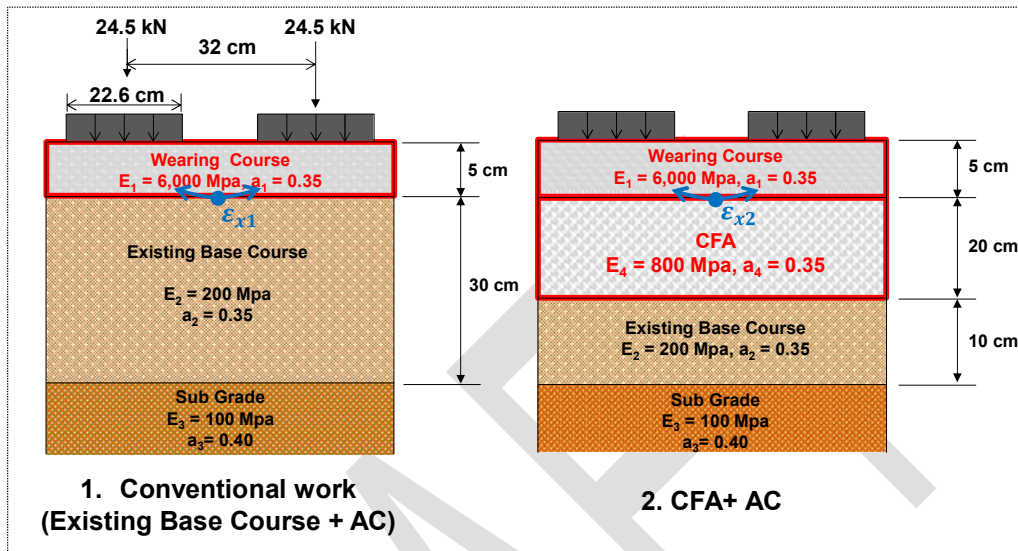 24.5 kN
24.5 kN
32 cm
22.6 cm
Wearing Course
E1 = 6,000 Mpa, a1 = 0.35
5 cm
εx1
Existing Base Course
E2 = 200 Mpa
a2 = 0.35
30 cm
Sub Grade
E3 = 100 Mpa
a3= 0.40
1. Conventional work
(Existing Base Course + AC)
Wearing Course
E1 = 6,000 Mpa, a1 = 0.35
5 cm
εx2
CFA
E4 = 800 Mpa, a4 = 0.35
20 cm
Existing Base Course
E2 = 200 Mpa, a2 = 0.35
10 cm
Sub Grade
E3 = 100 Mpa
a3= 0.40
2. CFA+ AC